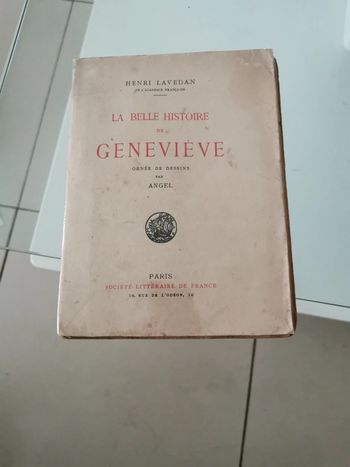 HENRI LAVEDAN
DE L'ACADÉMIE FRANÇAISE
LA BELLE HISTOIRE
DE
GENEVIÈVE
ORNÉE DE DESSINS
PAR
ANGEL
PARIS
SOCIÉTÉ LITTÉRAIRE DE FRANCE
10, RUE DE L'ODÉON, 10